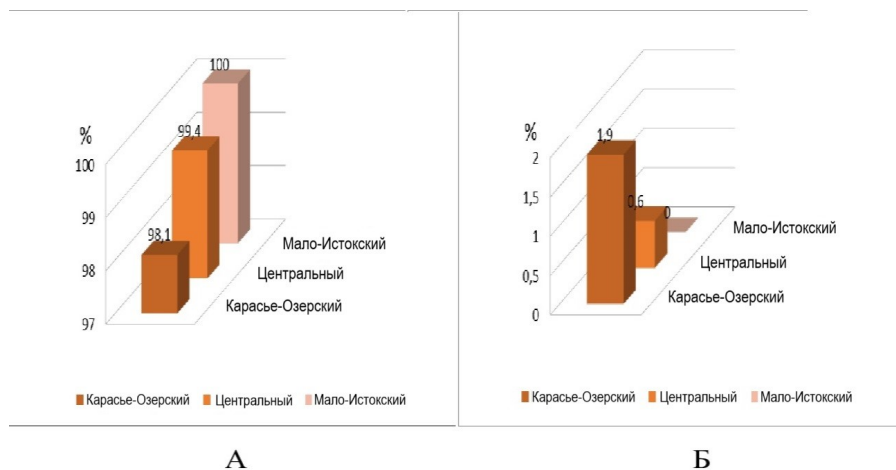 %
100
99
98
97
98,1
99,4
100
Мало-Истокский
Центральный
Карасье-Озерский
Карасье-Озерский Центральный Мало-Истокский
А
%
2
1,5
1
0,5
0
1,9
0,6
0
Мало-Истокский
Центральный
Карасье-Озерский
Карасье-Озерский Центральный Мало-Истокский
Б